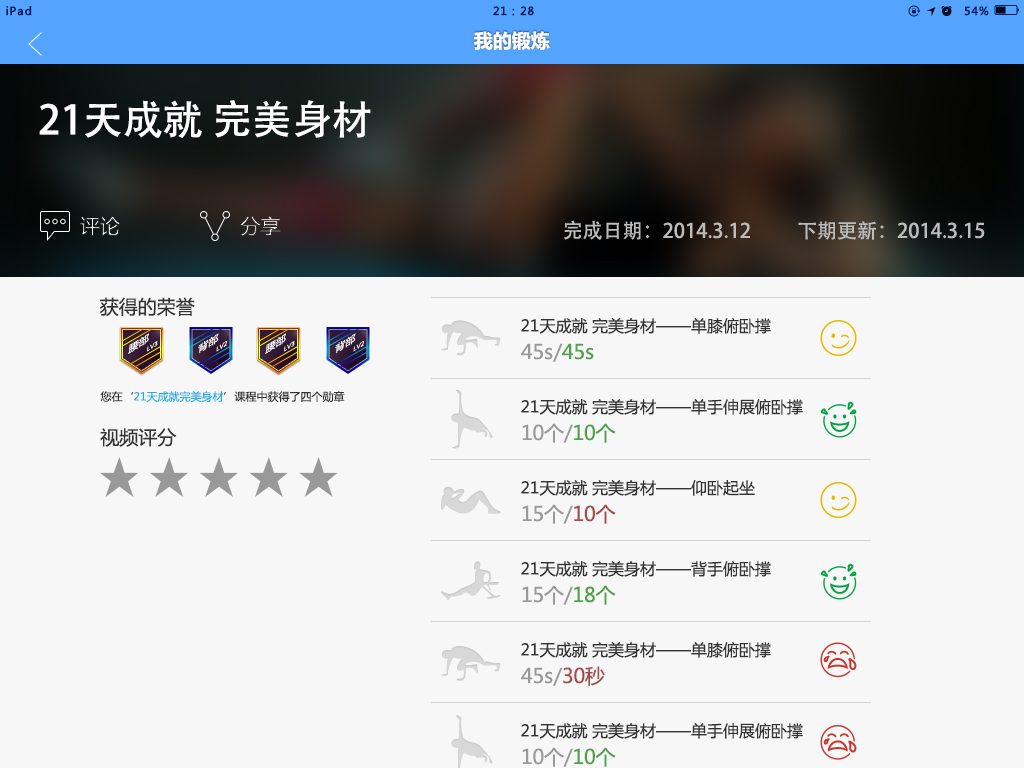 iPad
21：28
54%
我的锻炼
21天成就 完美身材
评论
分享
完成日期：2014.3.12
下期更新：2014.3.15
获得的荣誉
腰部 LV3
背部 LV2
腰部 LV3
背部 LV2
您在‘21天成就完美身材’课程中获得了四个勋章
视频评分
21天成就 完美身材——单膝俯卧撑
45s/45s
21天成就 完美身材——单手伸展俯卧撑
10个/10个
21天成就 完美身材——仰卧起坐
15个/10个
21天成就 完美身材——背手俯卧撑
15个/18个
21天成就 完美身材——单膝俯卧撑
45s/30秒
21天成就 完美身材——单手伸展俯卧撑
10个/10个